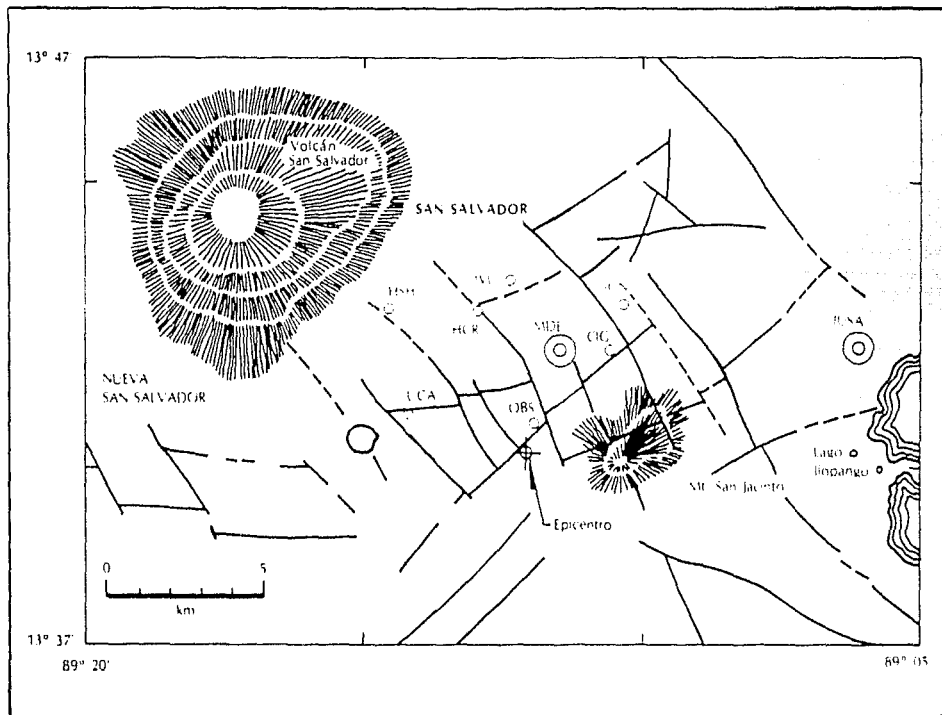 13° 47'
Volcán
San Salvador
SAN SALVADOR
HSH
HCR
MDE
CIG
NUEVA
SAN SALVADOR
UCA
OBS
Lago
Ilopango
Mt. San Jacinto
Epicentro
0 5
km
13° 37'
89° 20'
89° 05'